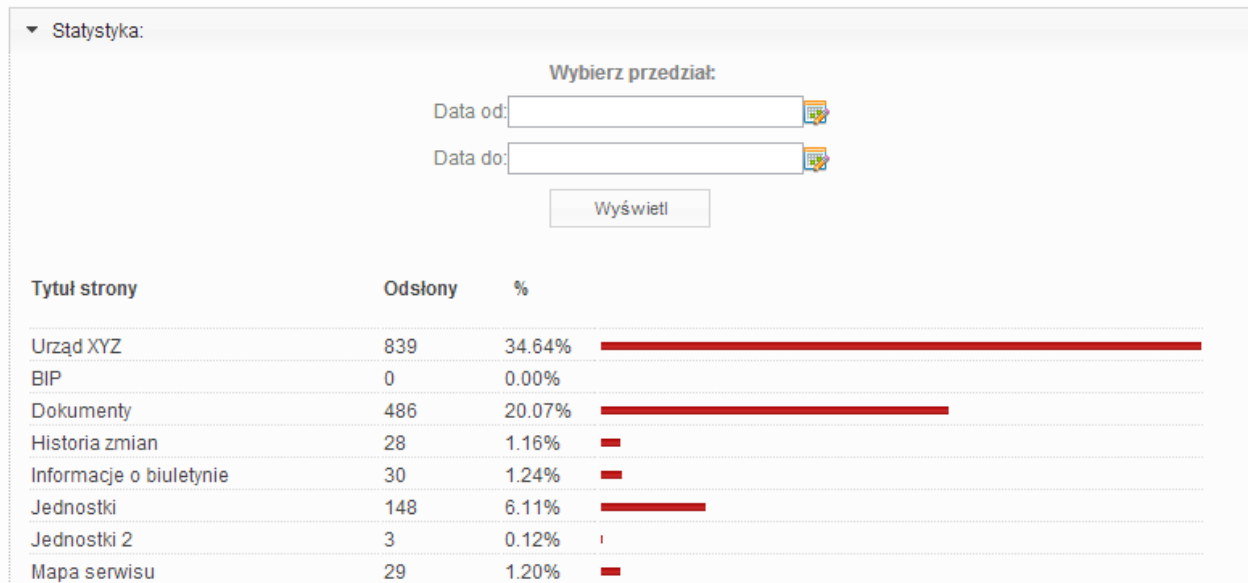 Statystyka:
Wybierz przedział:
Data od:
Data do:
Wyświetl
Tytuł strony Odsłony %
Urząd XYZ 839 34.64%
BIP 0 0.00%
Dokumenty 486 20.07%
Historia zmian 28 1.16%
Informacje o biuletynie 30 1.24%
Jednostki 148 6.11%
Jednostki 2 3 0.12%
Mapa serwisu 29 1.20%